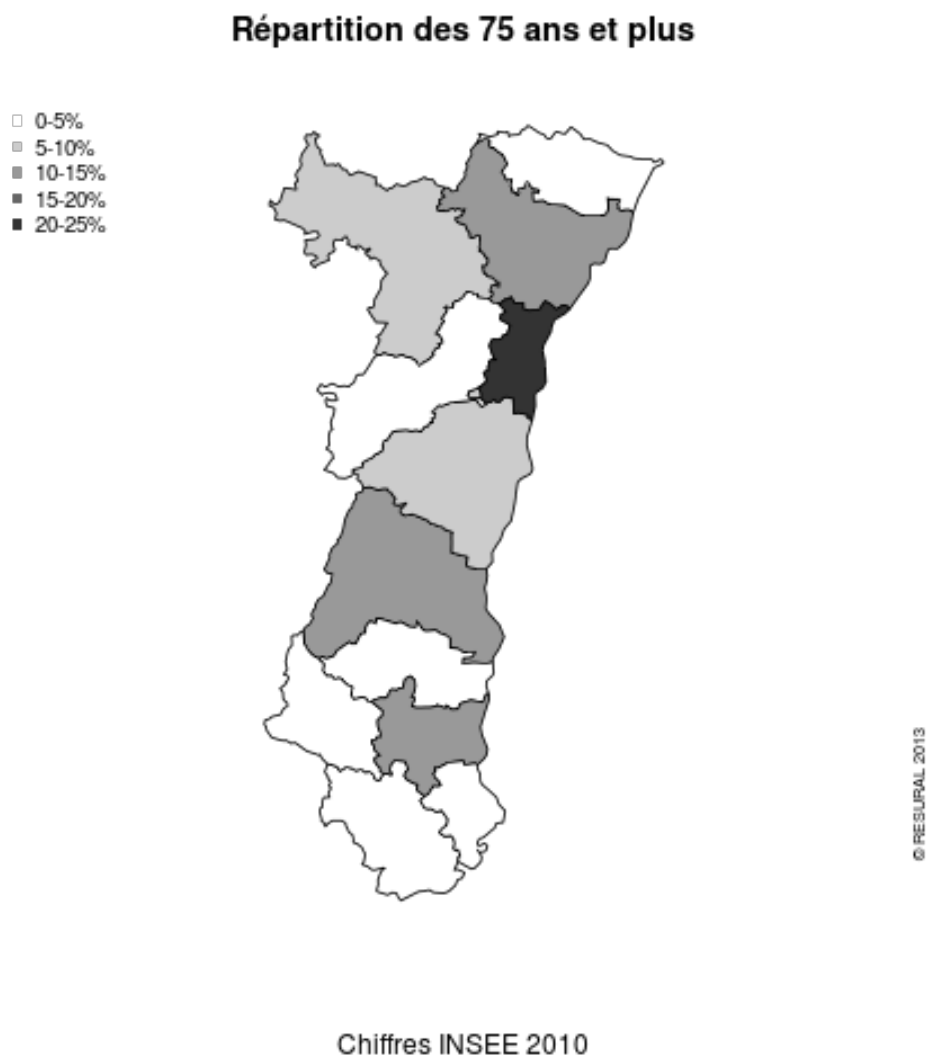 Répartition des 75 ans et plus
0-5%
5-10%
10-15%
15-20%
20-25%
© RESURAL 2013
Chiffres INSEE 2010